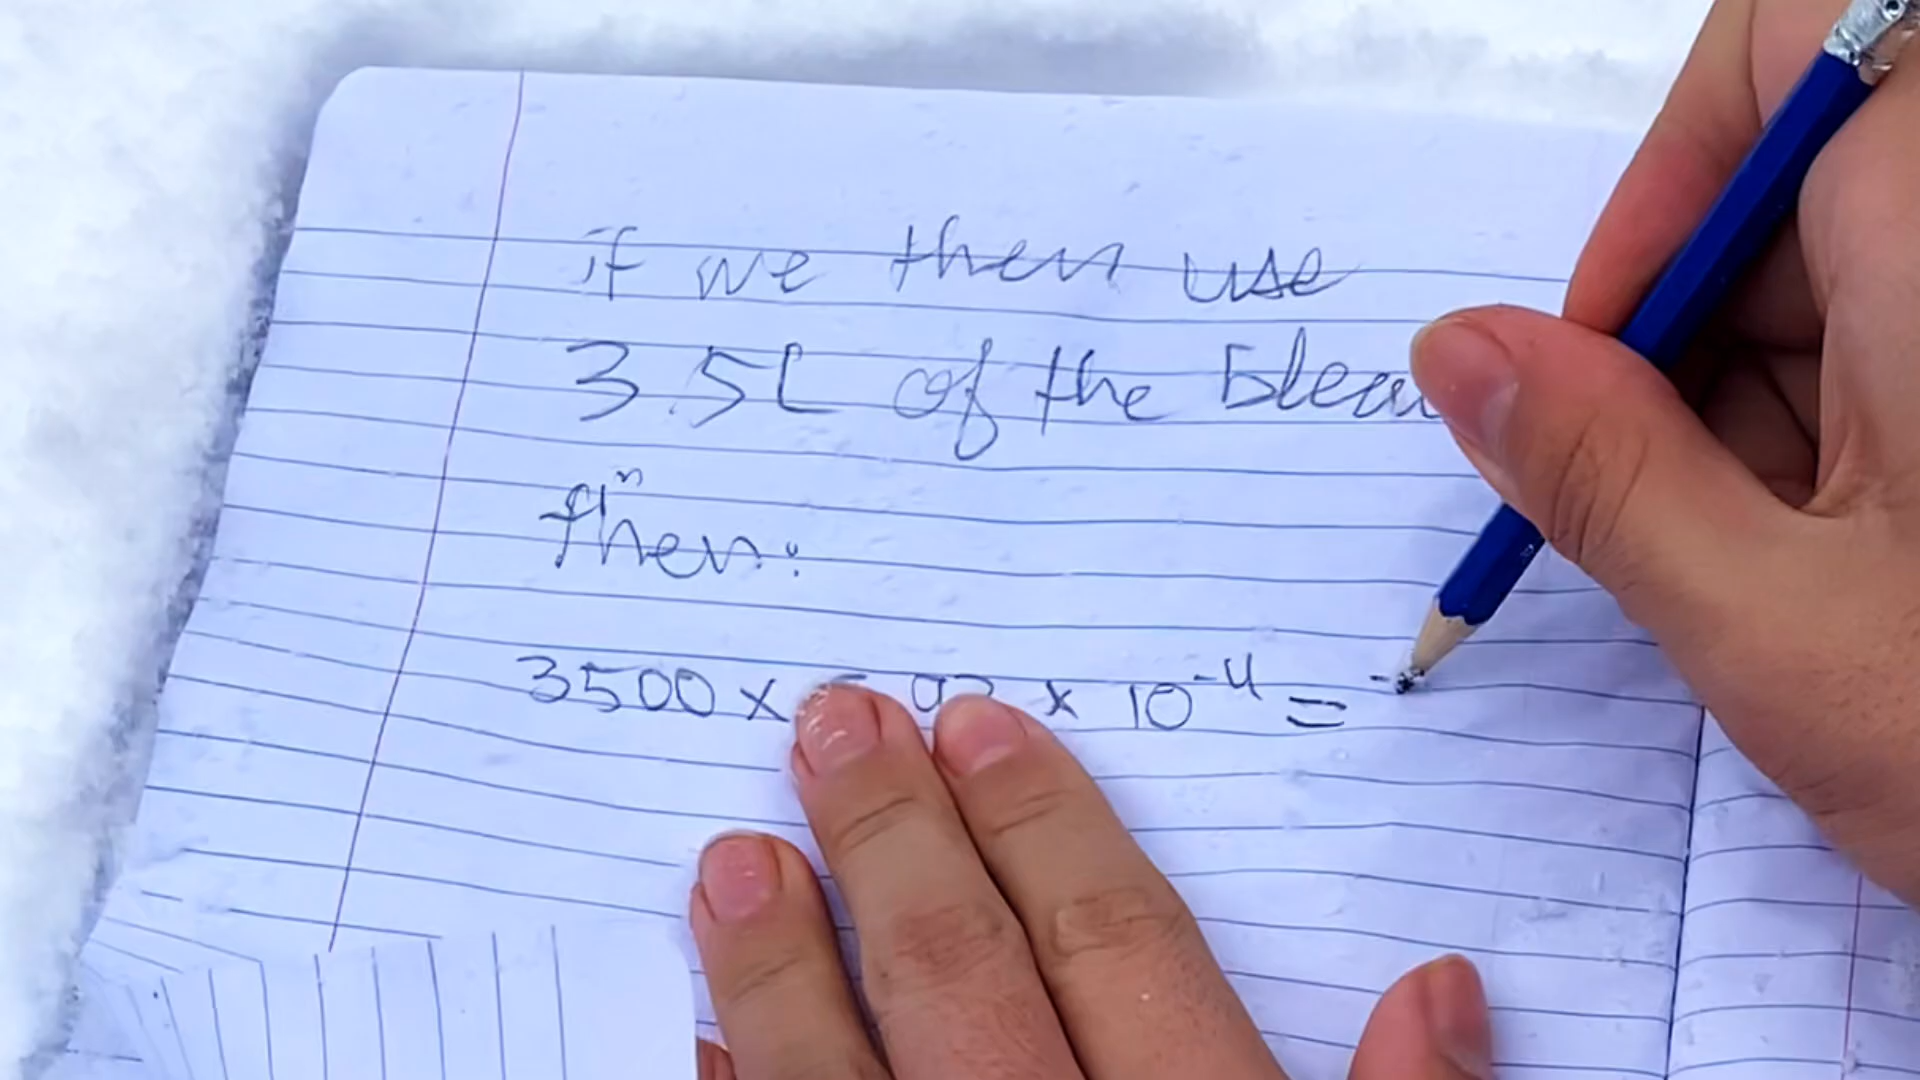 if we then use
3.5L of the
then:
3500 x × 10⁻⁴ =